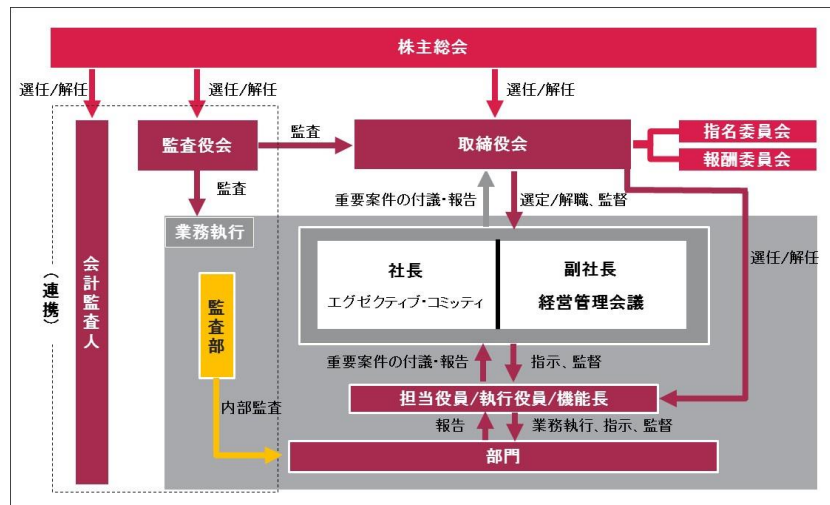 株主総会
選任/解任
選任/解任
選任/解任
監査役会
監査
取締役会
指名委員会
報酬委員会
監査
重要案件の付議・報告
選定/解職、監督
業務執行
選任/解任
社長
エグゼクティブ・コミッティ
副社長
経営管理会議
(連携)
会計監査人
監査部
重要案件の付議・報告
指示、監督
担当役員/執行役員/機能長
内部監査
報告
業務執行、指示、監督
部門